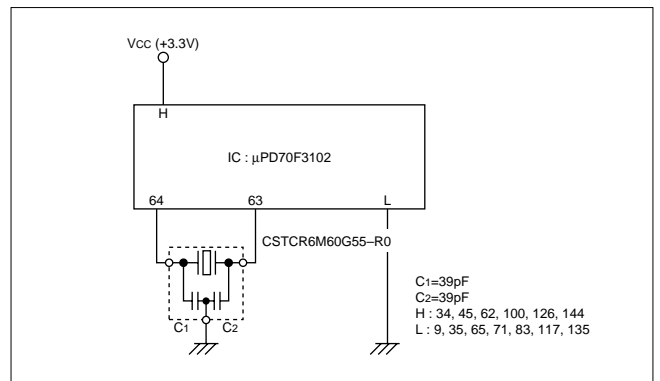 VCC (+3.3V)
H
IC : µPD70F3102
64 63 L
CSTCR6M60G55–R0
C1 C2
C1=39pF
C2=39pF
H : 34, 45, 62, 100, 126, 144
L : 9, 35, 65, 71, 83, 117, 135